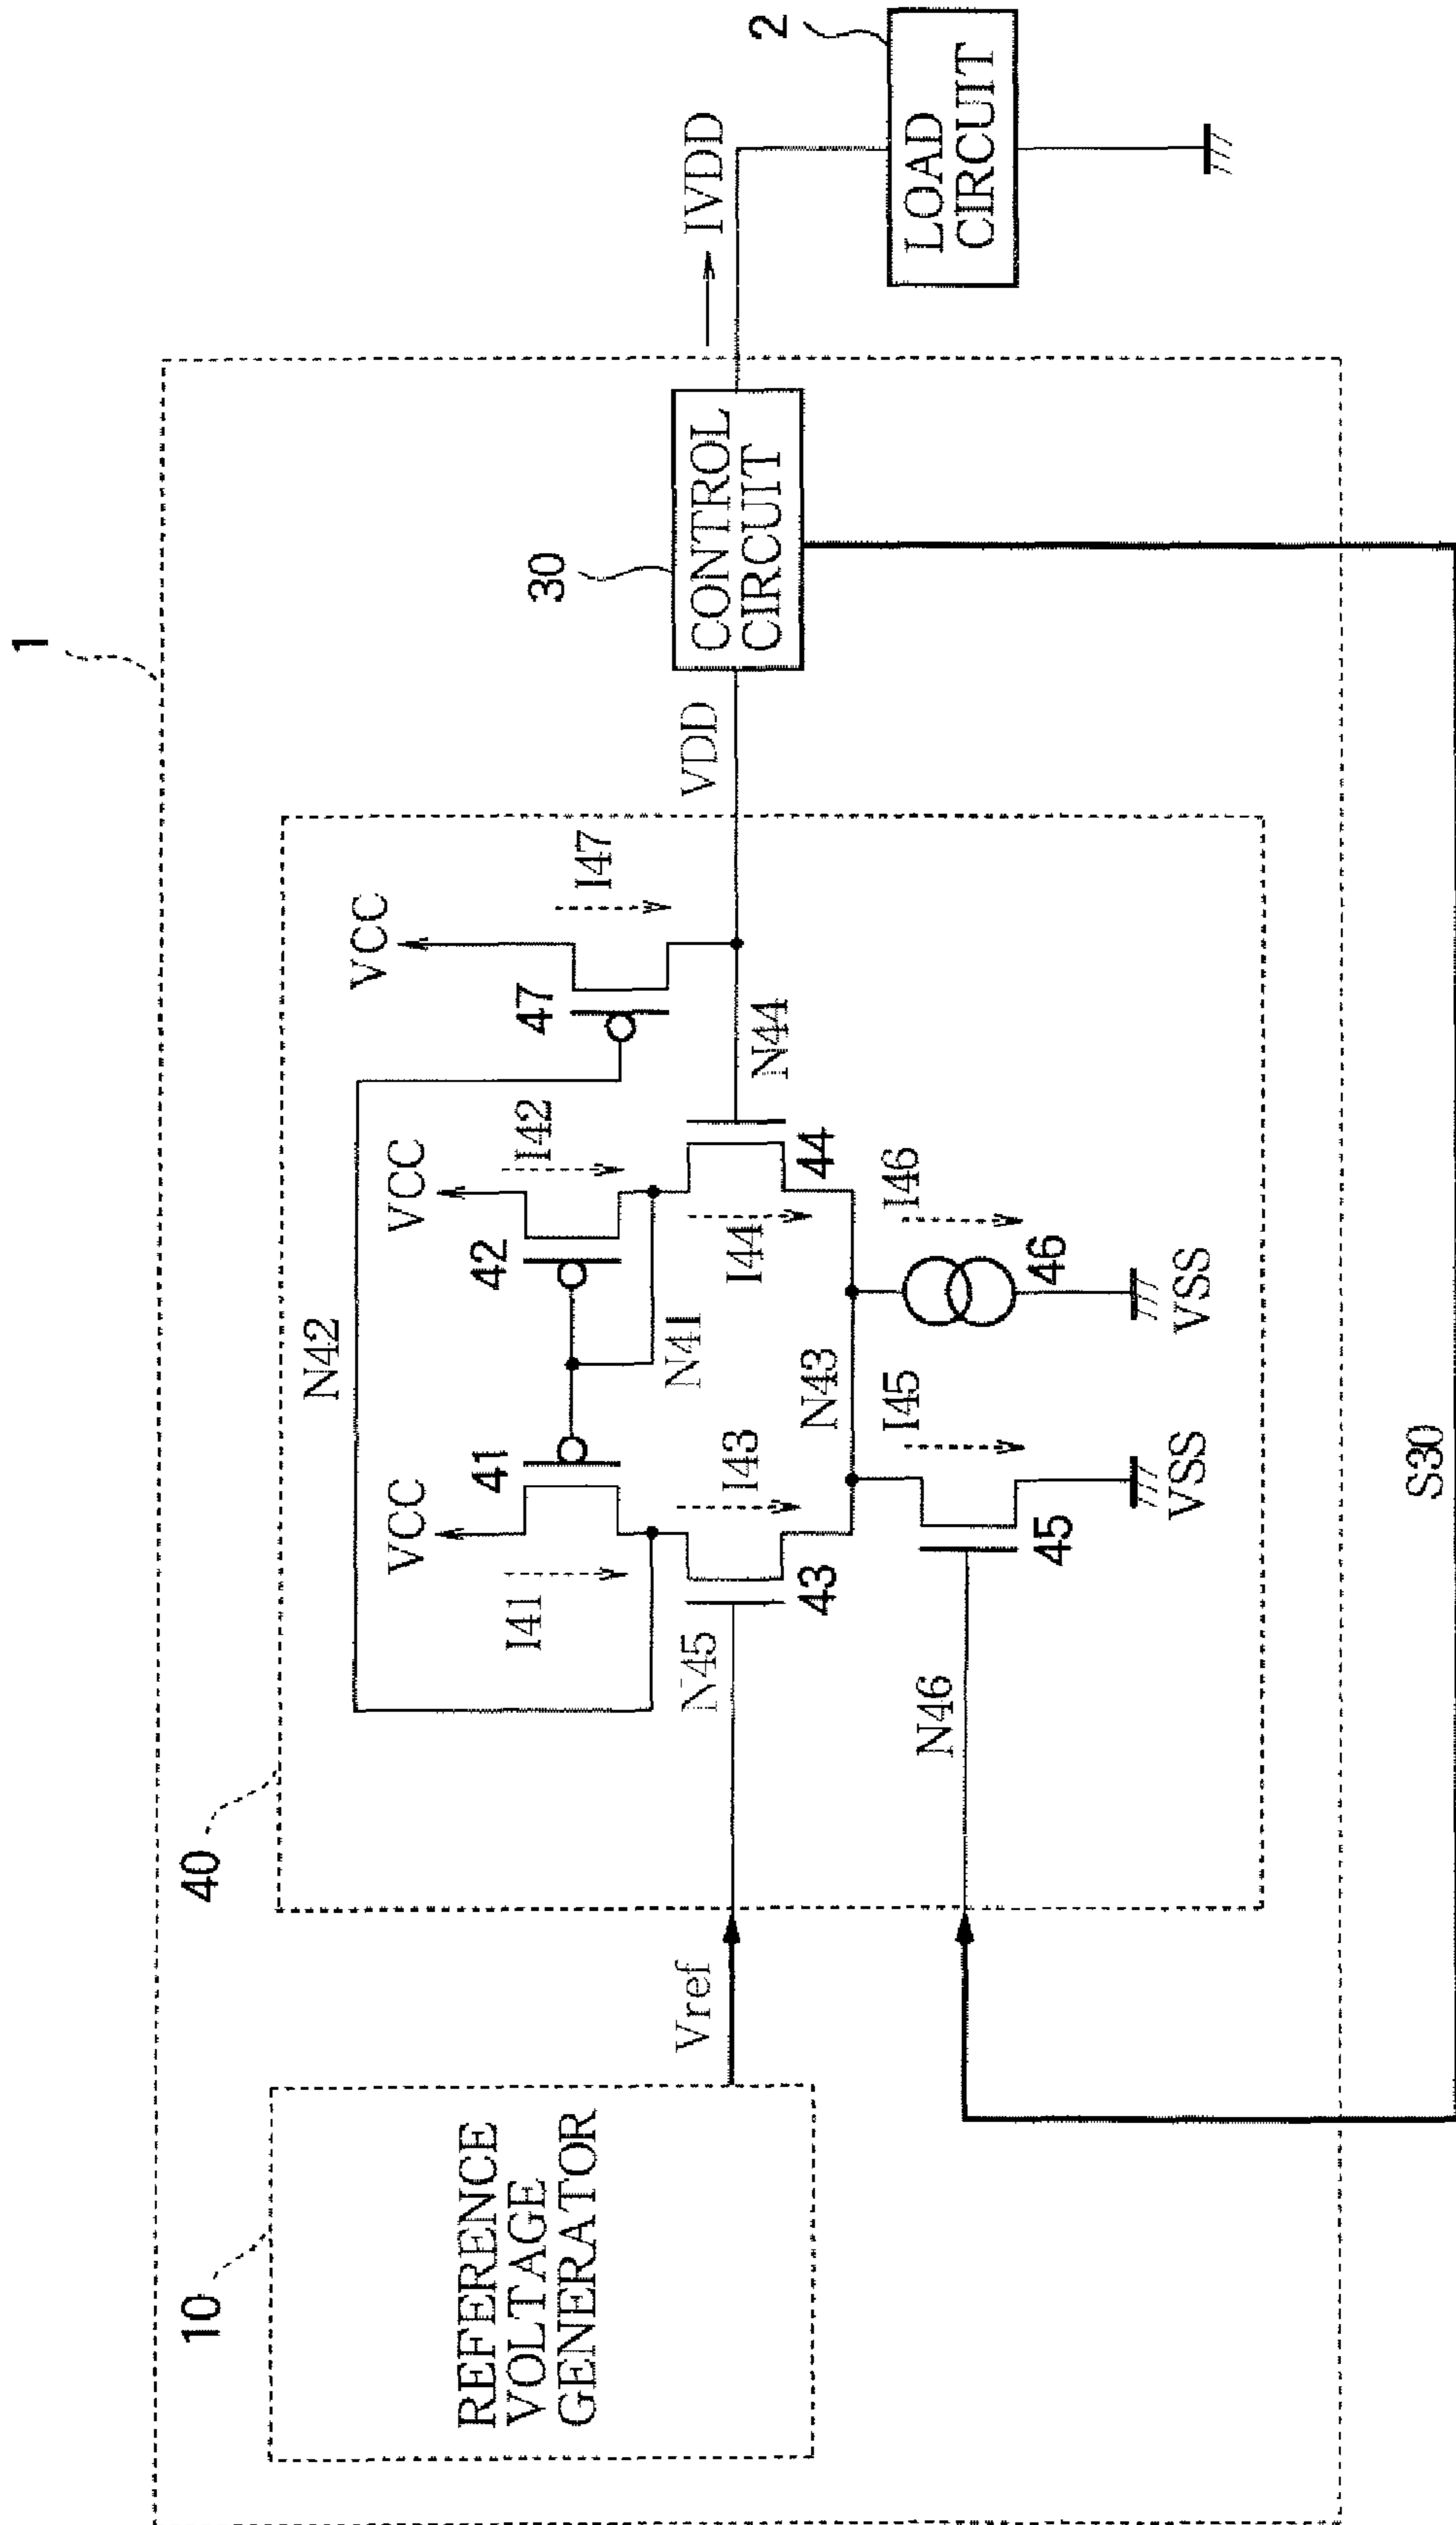 1
10
REFERENCE
VOLTAGE
GENERATOR
Vref
40
N42
VCC
I41
41
VCC
I42
42
VCC
I47
47
N41
N45
43
I43
I44
44
N44
VDD
30
CONTROL
CIRCUIT
IVDD
2
LOAD
CIRCUIT
N43
N46
45
I45
VSS
46
I46
VSS
S30